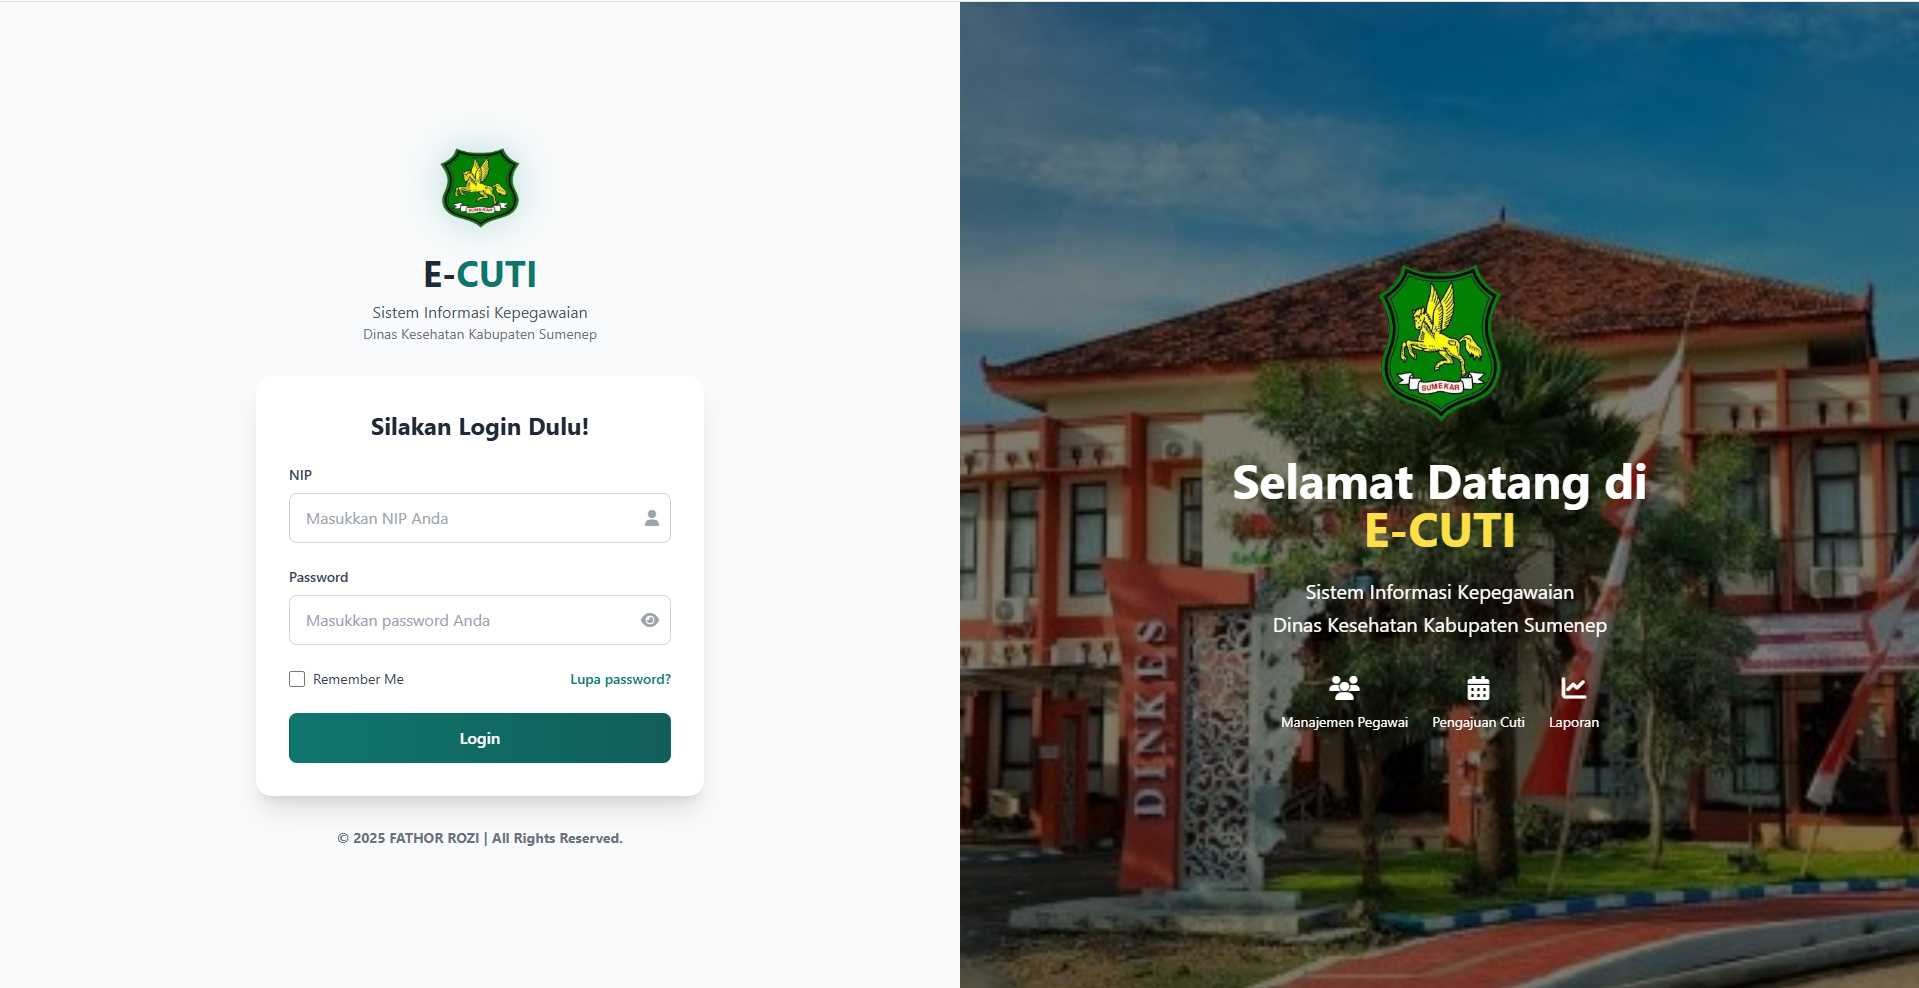 E-CUTI
Sistem Informasi Kepegawaian
Dinas Kesehatan Kabupaten Sumenep
Silakan Login Dulu!
NIP
Masukkan NIP Anda
Password
Masukkan password Anda
Remember Me
Lupa password?
Login
© 2025 FATHOR ROZI | All Rights Reserved.
SUMEKAR
Selamat Datang di
E-CUTI
Sistem Informasi Kepegawaian
Dinas Kesehatan Kabupaten Sumenep
Manajemen Pegawai
Pengajuan Cuti
Laporan
DINKES